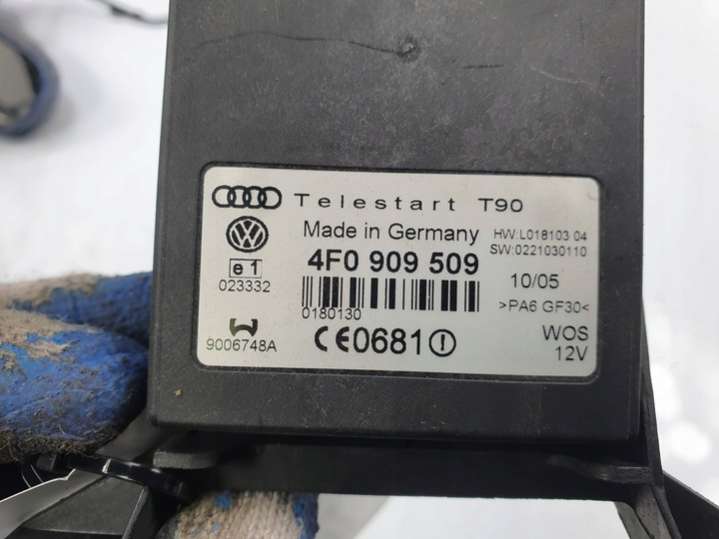 Telestart T90
Made in Germany
HW:L018103 04
SW:0221030110
e1
4F0 909 509
10/05
023332
>PA6 GF30<
0180130
9006748A
CE0681
WOS
12V